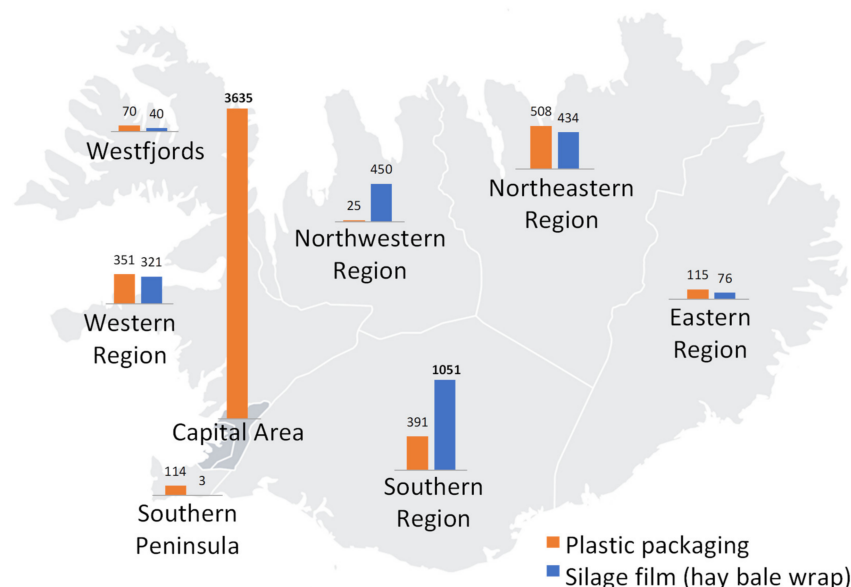 3635
70 40
Westfjords
508 434
Northeastern
Region
25 450
Northwestern
Region
351 321
Western
Region
115 76
Eastern
Region
Capital Area
391 1051
Southern
Region
114 3
Southern
Peninsula
Plastic packaging
Silage film (hay bale wrap)